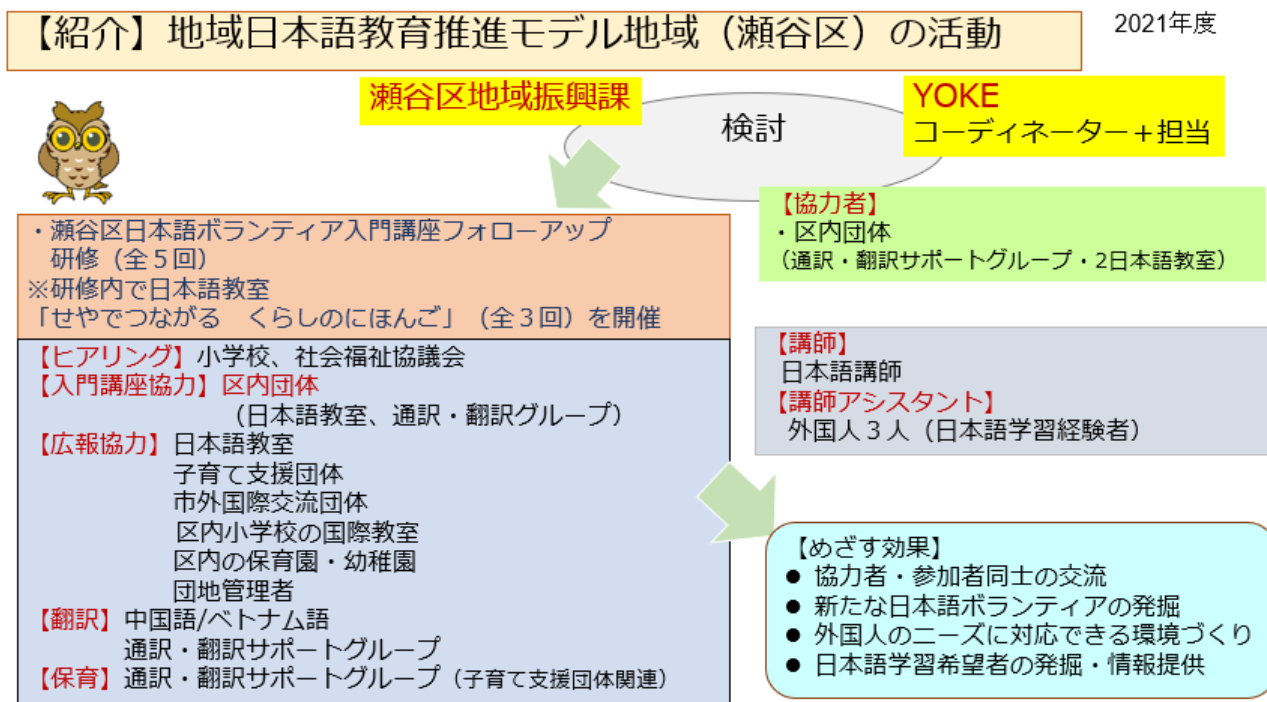 【紹介】地域日本語教育推進モデル地域（瀬谷区）の活動
2021年度
瀬谷区地域振興課
検討
YOKE
コーディネーター＋担当
・瀬谷区日本語ボランティア入門講座フォローアップ
研修（全５回）
※研修内で日本語教室
「せやでつながる　くらしのにほんご」（全３回）を開催
【ヒアリング】小学校、社会福祉協議会
【入門講座協力】区内団体
（日本語教室、通訳・翻訳グループ）
【広報協力】日本語教室
子育て支援団体
市外国際交流団体
区内小学校の国際教室
区内の保育園・幼稚園
団地管理者
【翻訳】中国語/ベトナム語
通訳・翻訳サポートグループ
【保育】通訳・翻訳サポートグループ（子育て支援団体関連）
【協力者】
・区内団体
（通訳・翻訳サポートグループ・2日本語教室）
【講師】
日本語講師
【講師アシスタント】
外国人３人（日本語学習経験者）
【めざす効果】
● 協力者・参加者同士の交流
● 新たな日本語ボランティアの発掘
● 外国人のニーズに対応できる環境づくり
● 日本語学習希望者の発掘・情報提供